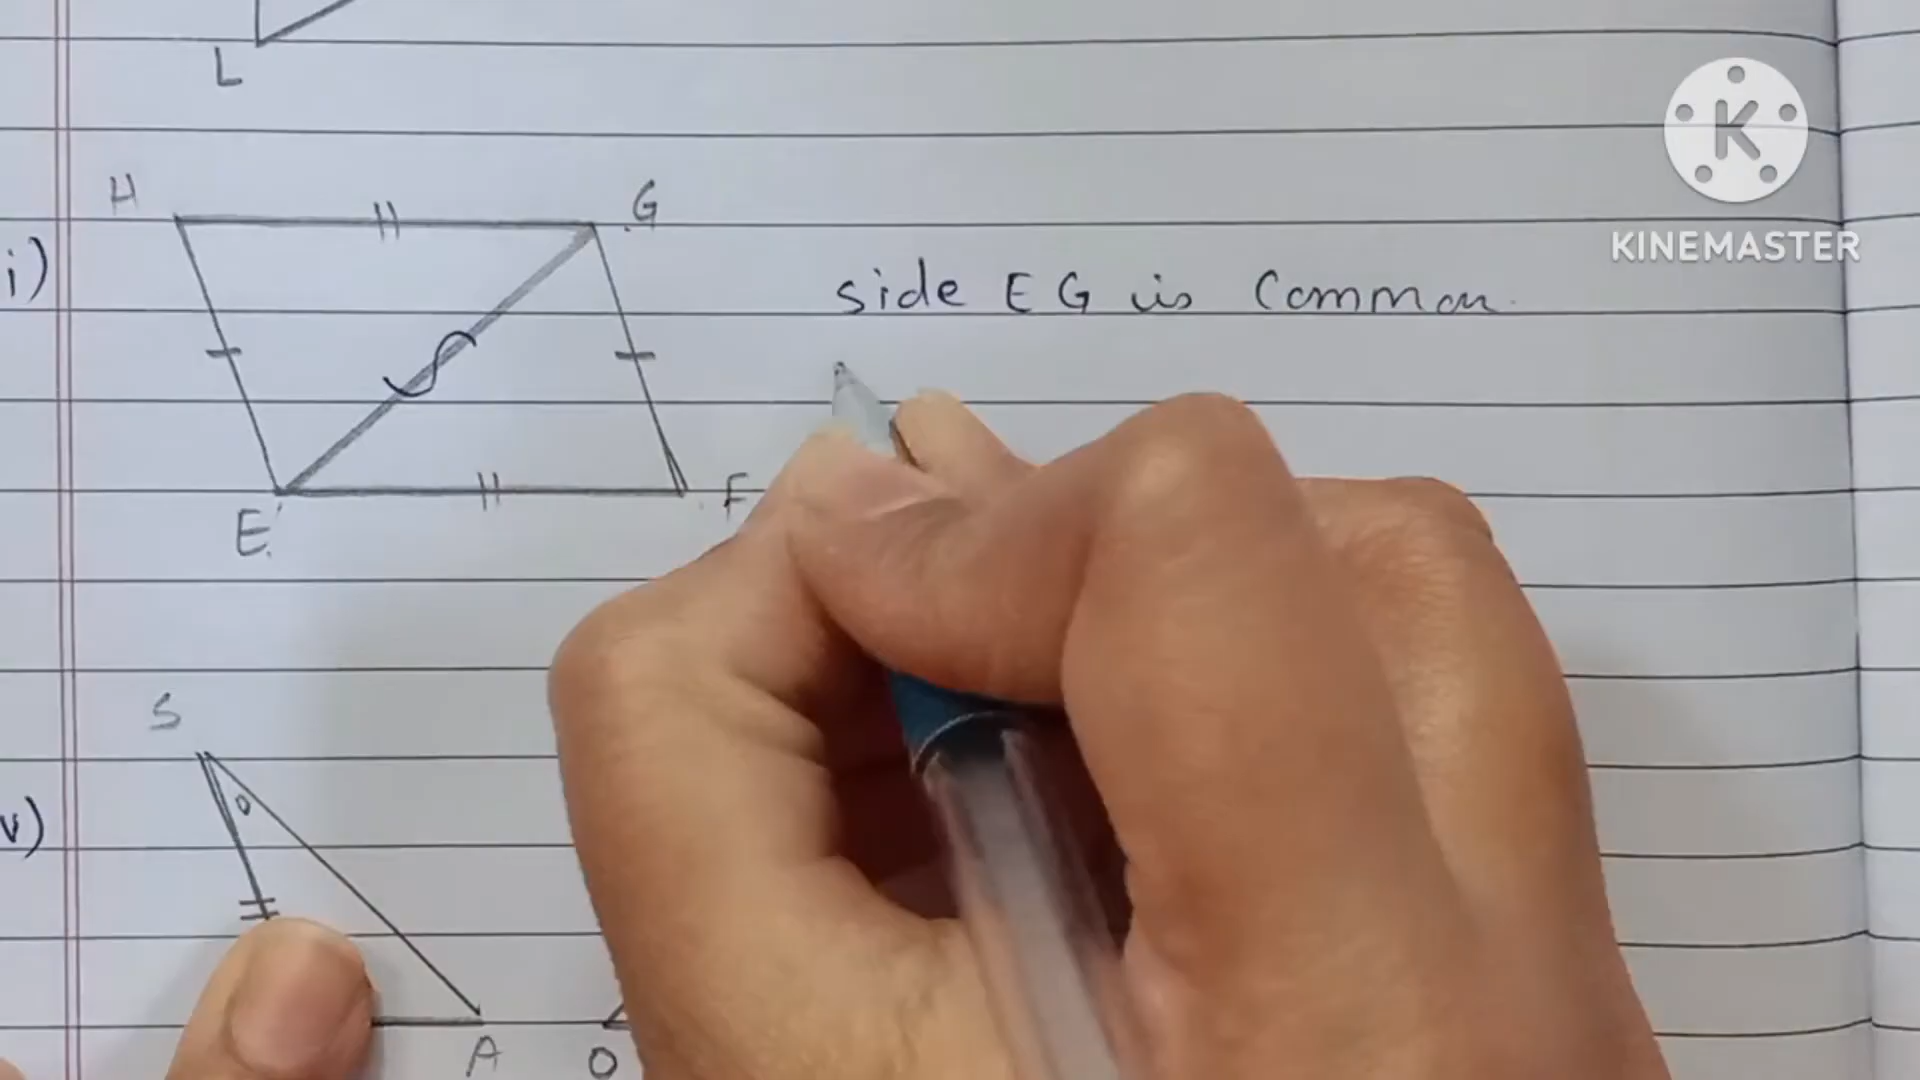 L
H
G
K
KINEMASTER
i)
side EG is Common.
E
F
S
v)
A
O